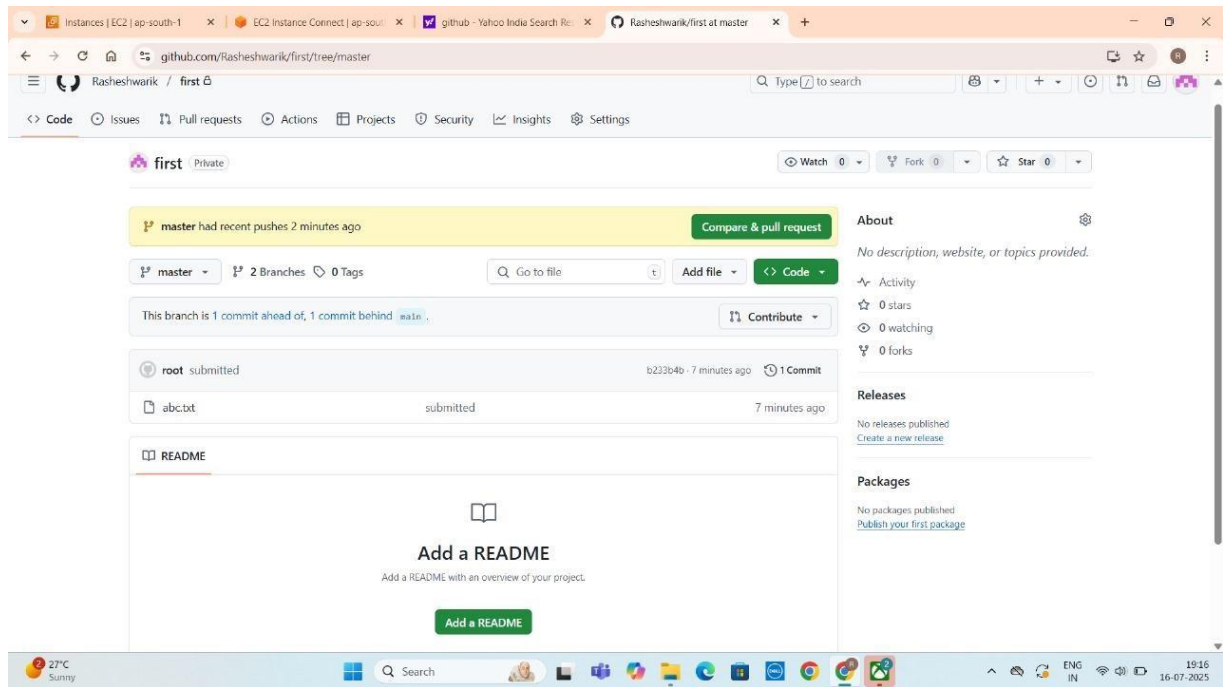 Instances | EC2 | ap-south-1
EC2 Instance Connect | ap-sout
github - Yahoo India Search Re
Rasheshwarik/first at master
github.com/Rasheshwarik/first/tree/master
Rasheshwarik / first
Type / to search
Code Issues Pull requests Actions Projects Security Insights Settings
first Private
Watch 0 Fork 0 Star 0
master had recent pushes 2 minutes ago
Compare & pull request
master 2 Branches 0 Tags
Go to file t
Add file
<> Code
This branch is 1 commit ahead of, 1 commit behind main .
Contribute
root submitted b233b4b · 7 minutes ago 1 Commit
abc.txt submitted 7 minutes ago
README
Add a README
Add a README with an overview of your project.
Add a README
About
No description, website, or topics provided.
Activity
0 stars
0 watching
0 forks
Releases
No releases published
Create a new release
Packages
No packages published
Publish your first package
2
27°C
Sunny
Search
DELL
2
ENG
IN
19:16
16-07-2025